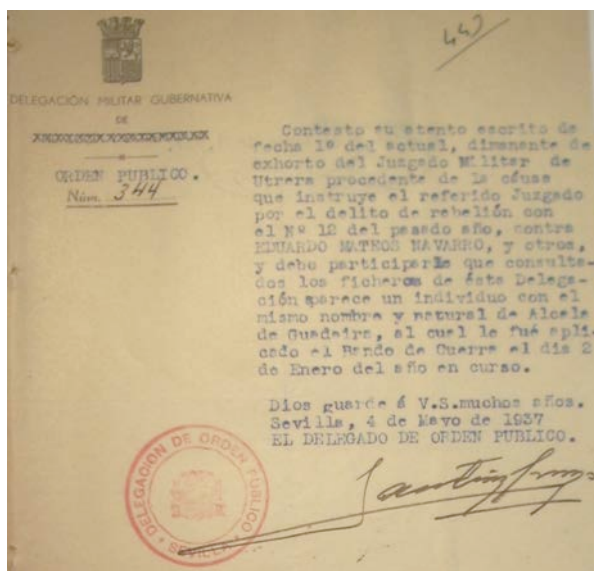 443
DELEGACIÓN MILITAR GUBERNATIVA
DE
ORDEN PUBLICO.
Núm. 344
Contesto su atento escrito de
fecha 1º del actual, dimanante de
exhorto del Juzgado Militar de
Utrera procedente de la causa
que instruye el referido Juzgado
por el delito de rebelión con
el Nº 12 del pasado año, contra
EDUARDO MATEOS NAVARRO, y otros,
y debo participarle que consulta-
dos los ficheros de ésta Delega-
ción aparece un individuo con el
mismo nombre y natural de Alcala
de Guadaira, al cual le fué apli-
cado el Bando de Guerra el dia 2
de Enero del año en curso.
Dios guarde á V.S.muchos años.
Sevilla, 4 de Mayo de 1937
EL DELEGADO DE ORDEN PUBLICO.
DELEGACIÓN DE ORDEN PUBLICO
SEVILLA